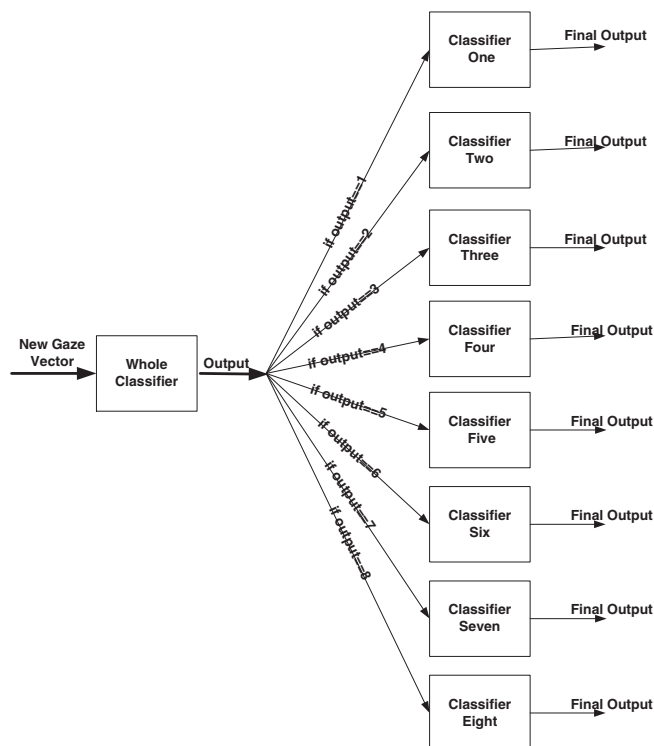 New Gaze
Vector
Whole
Classifier
Output
if output==1
if output==2
if output==3
if output==4
if output==5
if output==6
if output==7
if output==8
Classifier
One
Final Output
Classifier
Two
Final Output
Classifier
Three
Final Output
Classifier
Four
Final Output
Classifier
Five
Final Output
Classifier
Six
Final Output
Classifier
Seven
Final Output
Classifier
Eight
Final Output